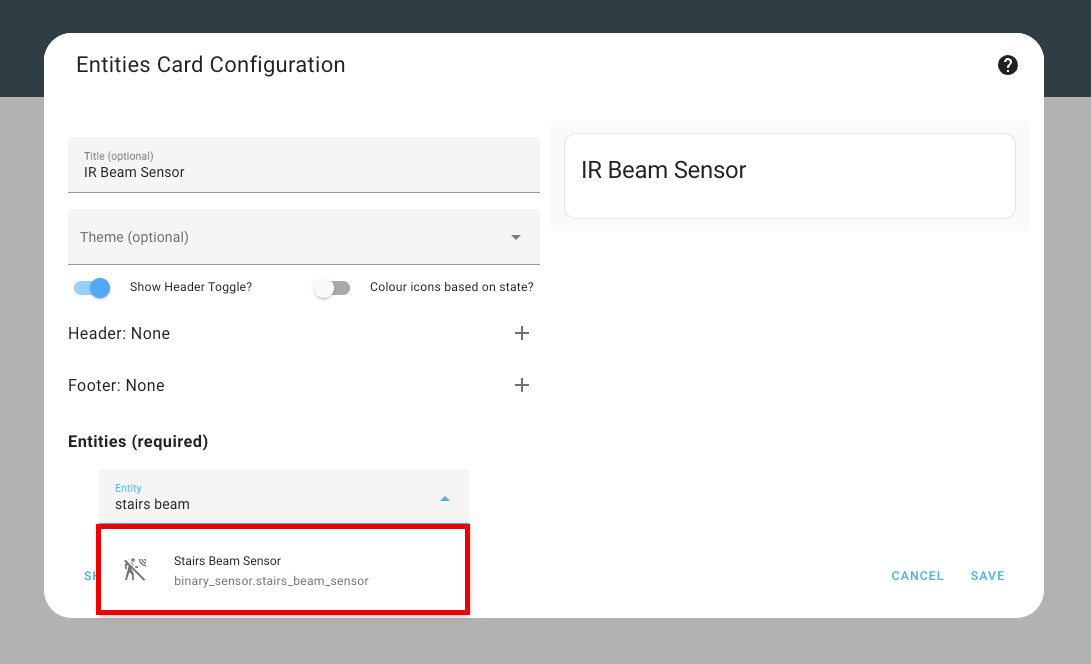 Entities Card Configuration
Title (optional)
IR Beam Sensor
IR Beam Sensor
Theme (optional)
Show Header Toggle?
Colour icons based on state?
Header: None
Footer: None
Entities (required)
Entity
stairs beam
Stairs Beam Sensor
binary_sensor.stairs_beam_sensor
CANCEL
SAVE